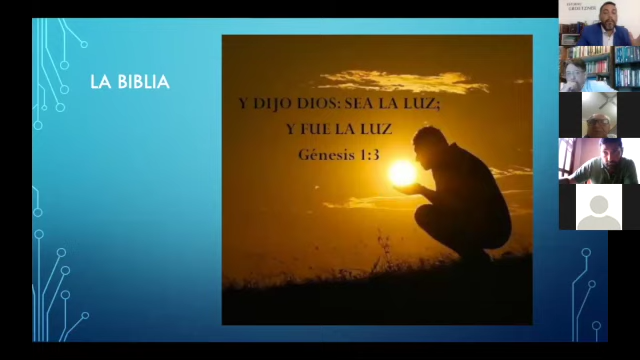 LA BIBLIA
Y DIJO DIOS: SEA LA LUZ;
Y FUE LA LUZ
Génesis 1:3